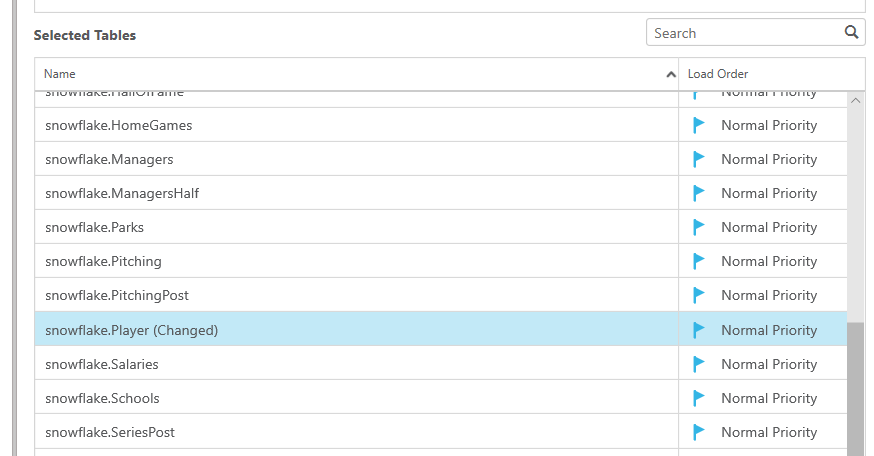 Selected Tables
Search
Name Load Order
snowflake.HallOfFame Normal Priority
snowflake.HomeGames Normal Priority
snowflake.Managers Normal Priority
snowflake.ManagersHalf Normal Priority
snowflake.Parks Normal Priority
snowflake.Pitching Normal Priority
snowflake.PitchingPost Normal Priority
snowflake.Player (Changed) Normal Priority
snowflake.Salaries Normal Priority
snowflake.Schools Normal Priority
snowflake.SeriesPost Normal Priority